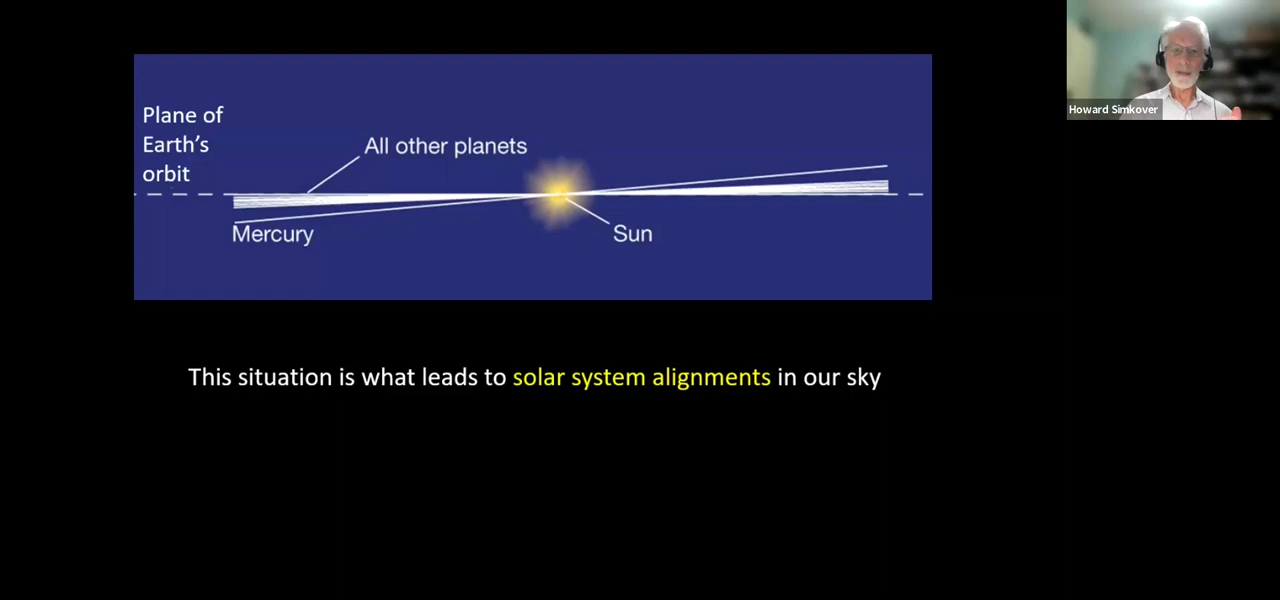 Plane of
Earth’s
orbit
All other planets
Mercury
Sun
This situation is what leads to solar system alignments in our sky
Howard Simkover